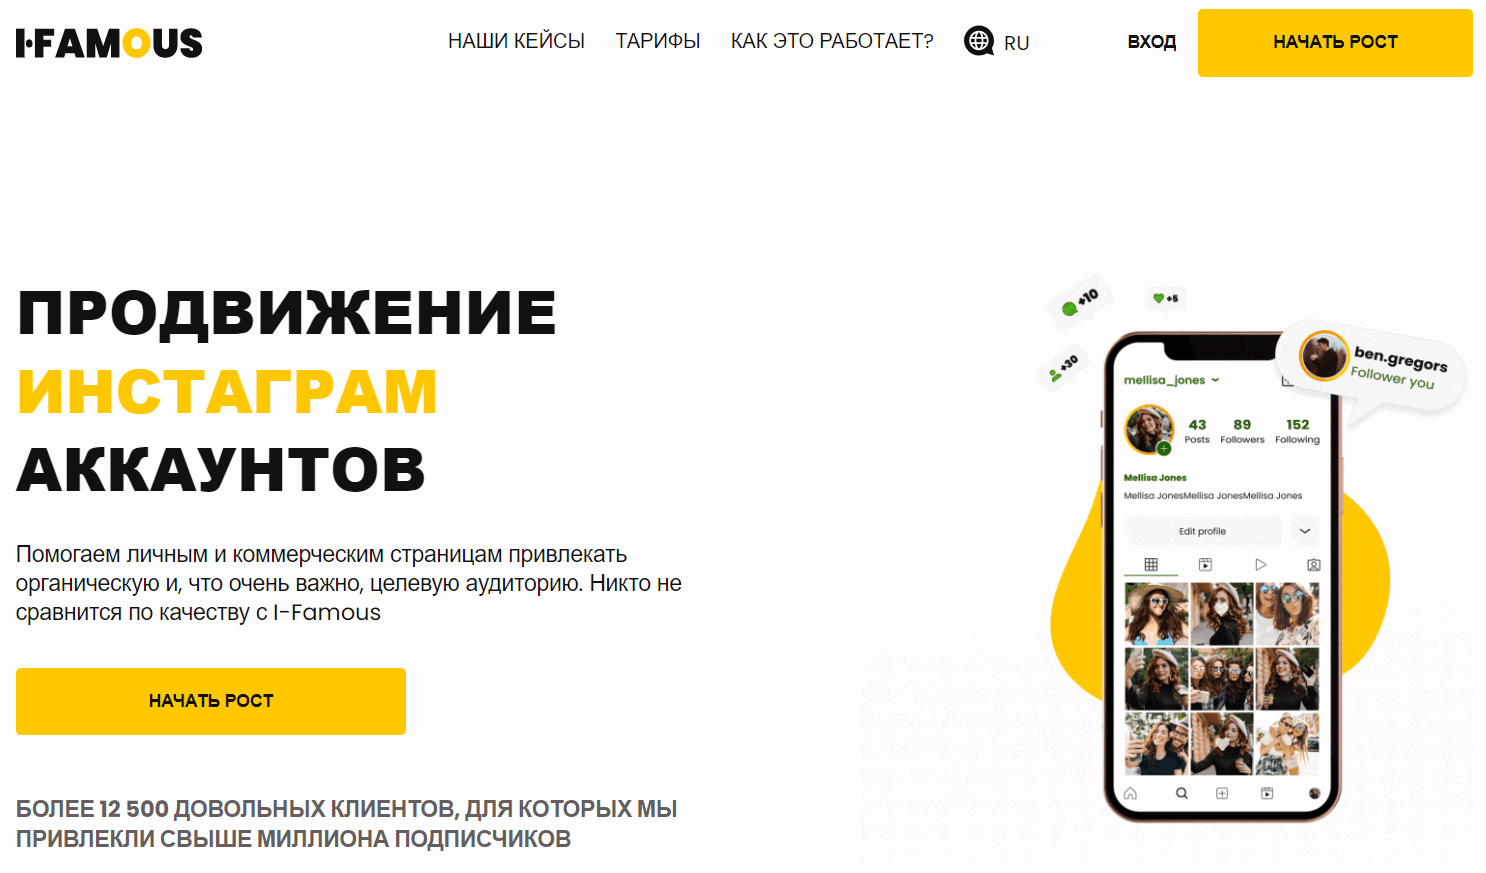 I-FAMOUS
НАШИ КЕЙСЫ
ТАРИФЫ
КАК ЭТО РАБОТАЕТ?
RU
ВХОД
НАЧАТЬ РОСТ
ПРОДВИЖЕНИЕ
ИНСТАГРАМ
АККАУНТОВ
Помогаем личным и коммерческим страницам привлекать
органическую и, что очень важно, целевую аудиторию. Никто не
сравнится по качеству с I-Famous
НАЧАТЬ РОСТ
БОЛЕЕ 12 500 ДОВОЛЬНЫХ КЛИЕНТОВ, ДЛЯ КОТОРЫХ МЫ
ПРИВЛЕКЛИ СВЫШЕ МИЛЛИОНА ПОДПИСЧИКОВ
+10
+5
+30
ben.gregors
Follower you
mellisa_jones
43 89 152
Posts Followers Following
Mellisa Jones
Mellisa JonesMellisa JonesMellisa Jones
Edit profile